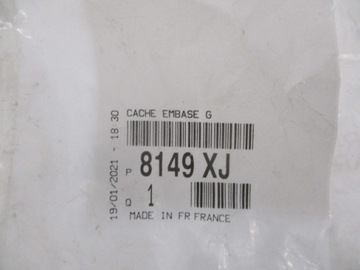 CACHE EMBASE G
P 8149 XJ
Q 1
MADE IN FR FRANCE
19/01/2021 - 18 30